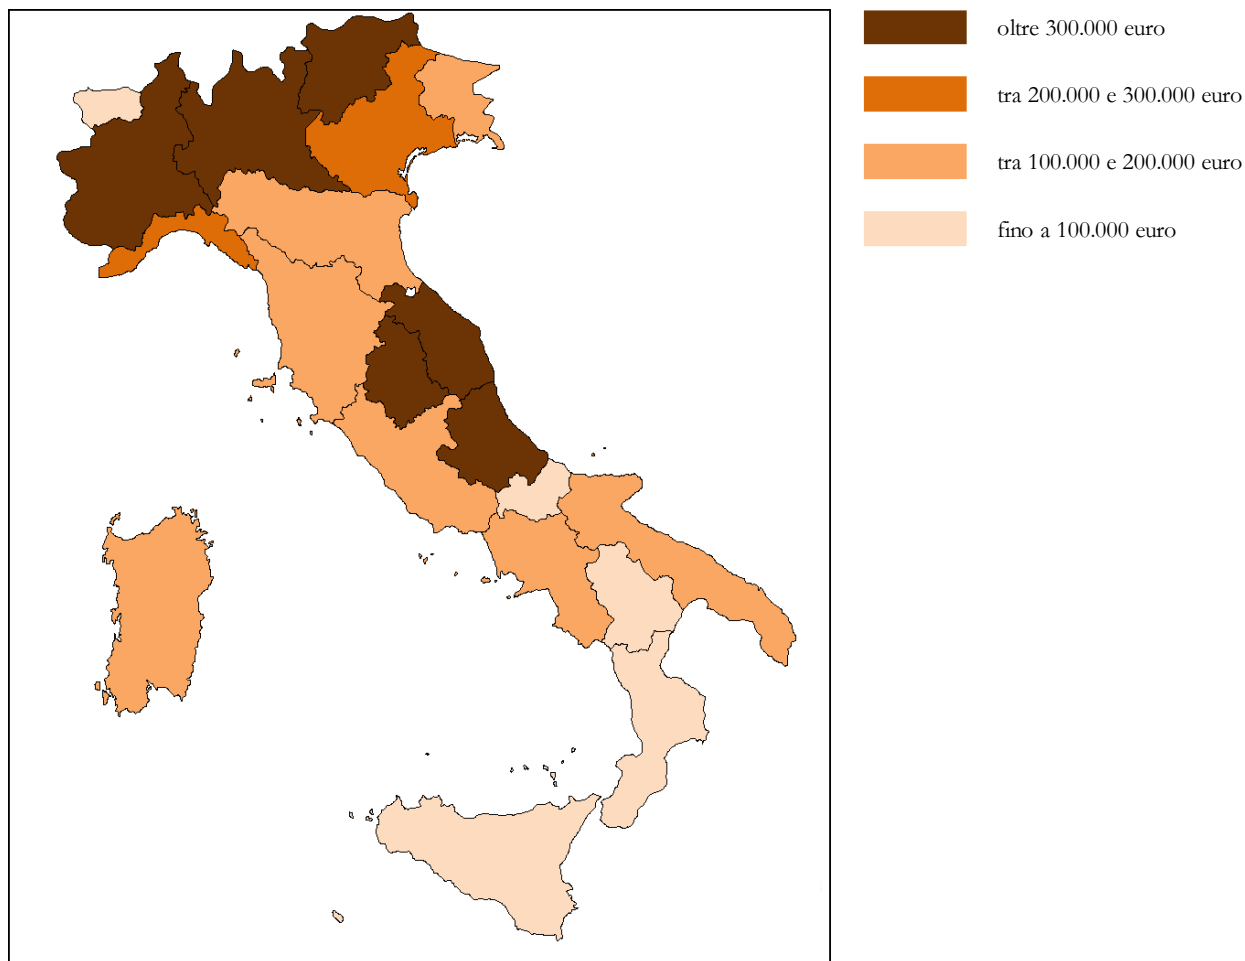 oltre 300.000 euro
tra 200.000 e 300.000 euro
tra 100.000 e 200.000 euro
fino a 100.000 euro